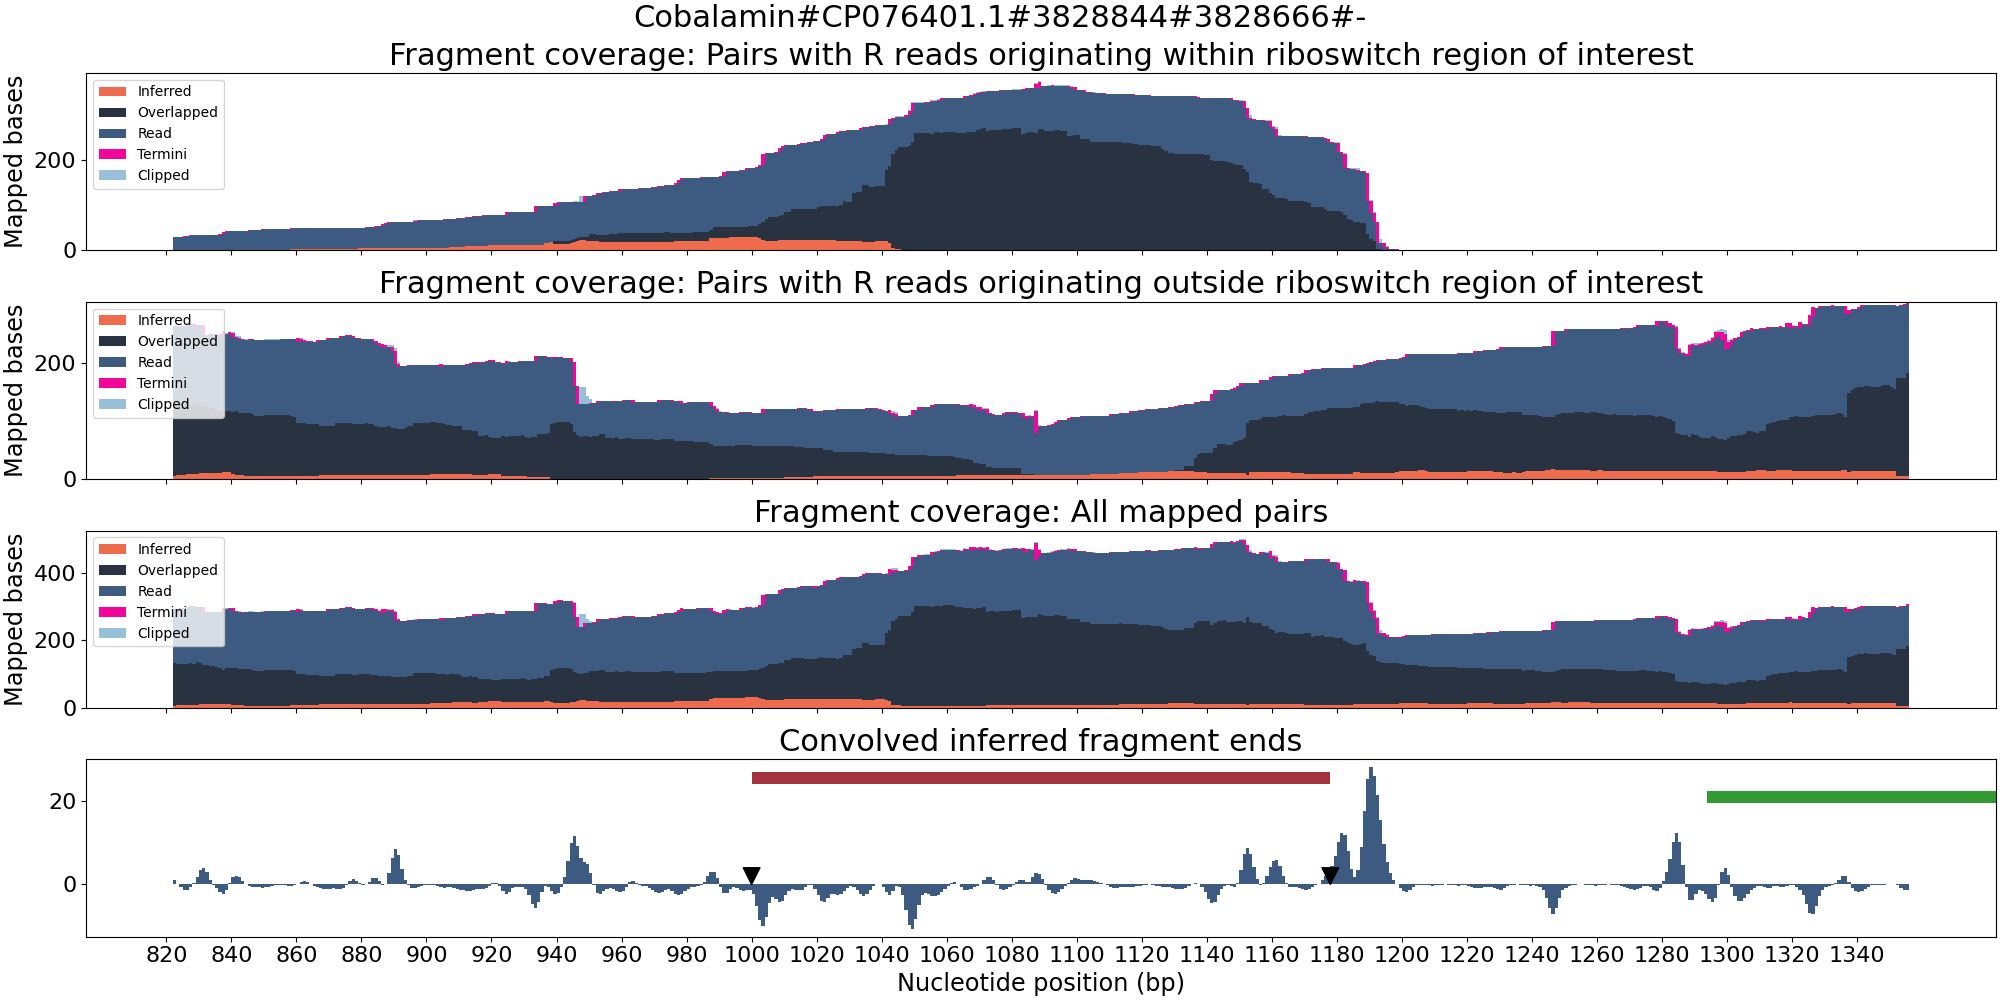 Cobalamin#CP076401.1#3828844#3828666#-
Fragment coverage: Pairs with R reads originating within riboswitch region of interest
Mapped bases
200
0
Inferred
Overlapped
Read
Termini
Clipped
Fragment coverage: Pairs with R reads originating outside riboswitch region of interest
Mapped bases
200
0
Inferred
Overlapped
Read
Termini
Clipped
Fragment coverage: All mapped pairs
Mapped bases
400
200
0
Inferred
Overlapped
Read
Termini
Clipped
Convolved inferred fragment ends
20
0
820 840 860 880 900 920 940 960 980 1000 1020 1040 1060 1080 1100 1120 1140 1160 1180 1200 1220 1240 1260 1280 1300 1320 1340
Nucleotide position (bp)